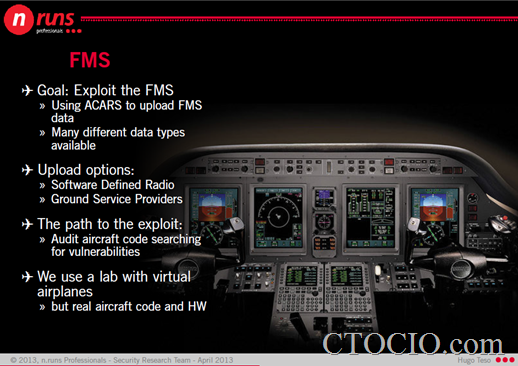 n runs
professionals
FMS
Goal: Exploit the FMS
» Using ACARS to upload FMS
data
» Many different data types
available
Upload options:
» Software Defined Radio
» Ground Service Providers
The path to the exploit:
» Audit aircraft code searching
for vulnerabilities
We use a lab with virtual
airplanes
» but real aircraft code and HW
CTOCIO.com
© 2013, n.runs Professionals - Security Research Team - April 2013
Hugo Teso